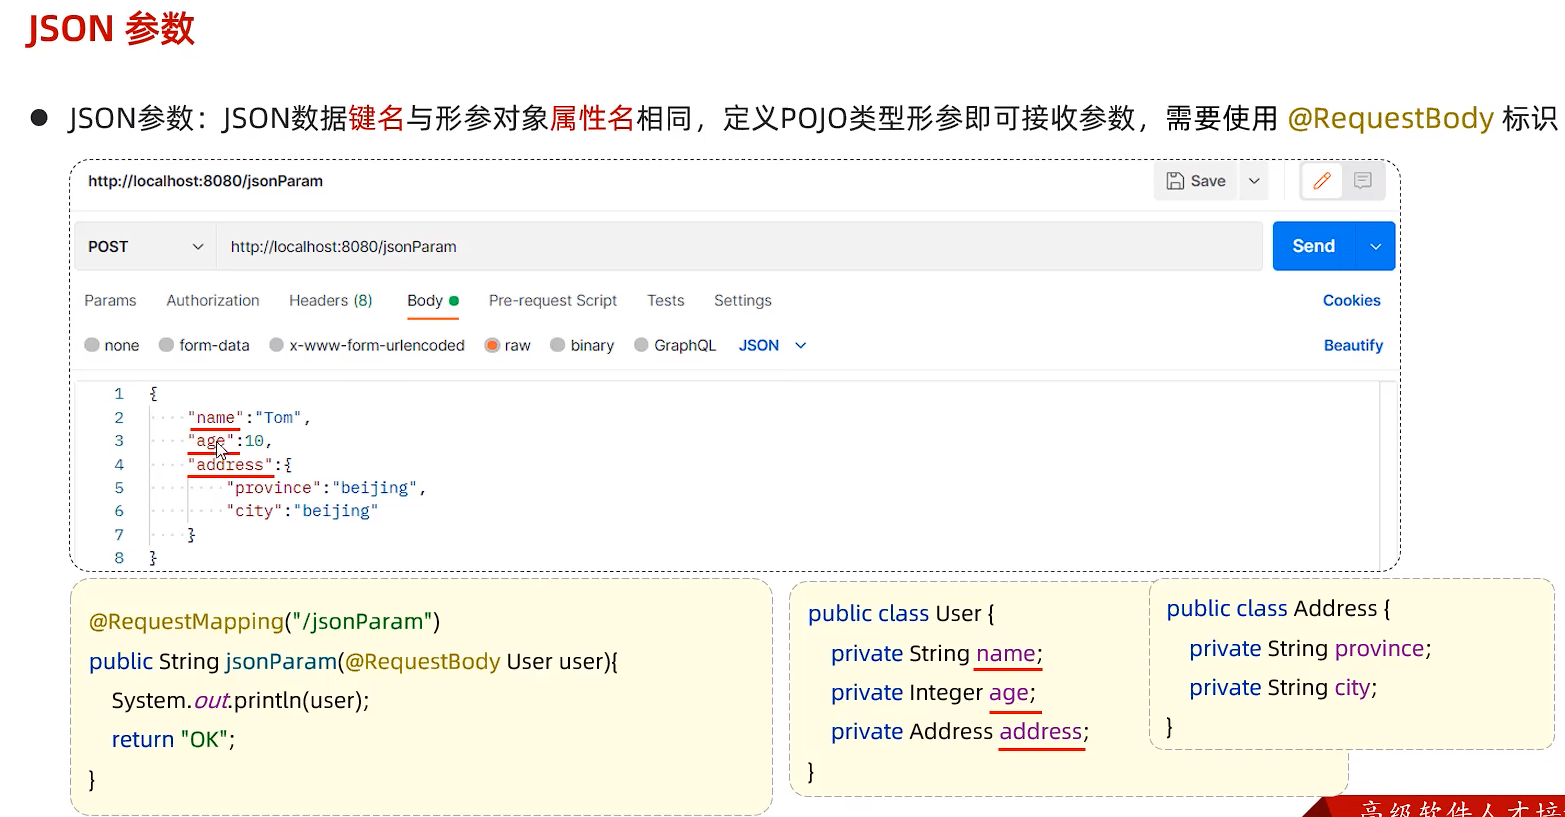 JSON 参数
● JSON参数：JSON数据键名与形参对象属性名相同，定义POJO类型形参即可接收参数，需要使用 @RequestBody 标识
http://localhost:8080/jsonParam
Save
POST
http://localhost:8080/jsonParam
Send
Params Authorization Headers (8) Body Pre-request Script Tests Settings Cookies
none form-data x-www-form-urlencoded raw binary GraphQL JSON Beautify
1 {
2 "name":"Tom",
3 "age":10,
4 "address":{
5 "province":"beijing",
6 "city":"beijing"
7 }
8 }
@RequestMapping("/jsonParam")
public String jsonParam(@RequestBody User user){
System.out.println(user);
return "OK";
}
public class User {
private String name;
private Integer age;
private Address address;
}
public class Address {
private String province;
private String city;
}
高级软件人才培